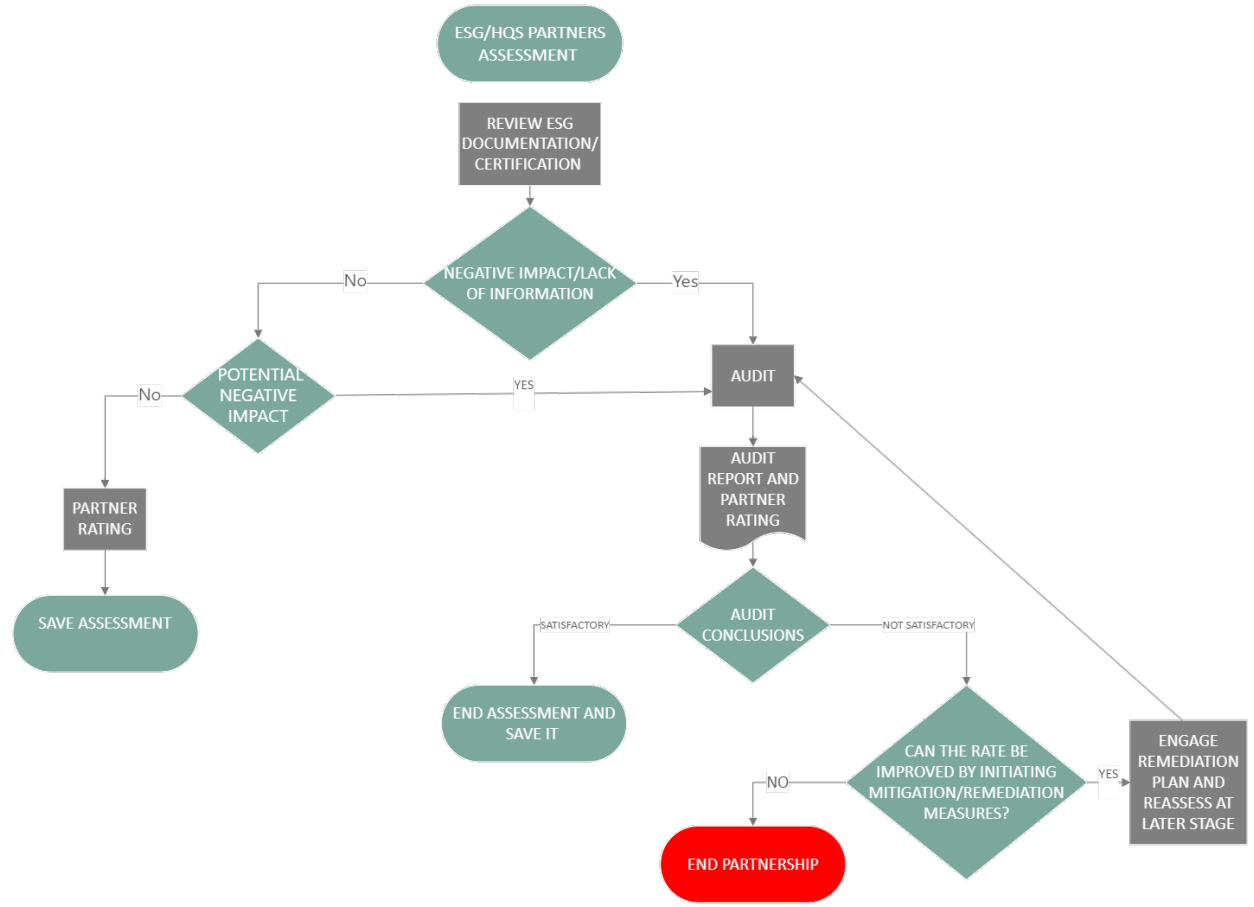 ESG/HQS PARTNERS
ASSESSMENT
REVIEW ESG
DOCUMENTATION/
CERTIFICATION
NEGATIVE IMPACT/LACK
OF INFORMATION
No
Yes
POTENTIAL
NEGATIVE
IMPACT
No
YES
AUDIT
AUDIT
REPORT AND
PARTNER
RATING
PARTNER
RATING
SAVE ASSESSMENT
AUDIT
CONCLUSIONS
SATISFACTORY
NOT SATISFACTORY
END ASSESSMENT AND
SAVE IT
CAN THE RATE BE
IMPROVED BY INITIATING
MITIGATION/REMEDIATION
MEASURES?
NO
YES
ENGAGE
REMEDIATION
PLAN AND
REASSESS AT
LATER STAGE
END PARTNERSHIP